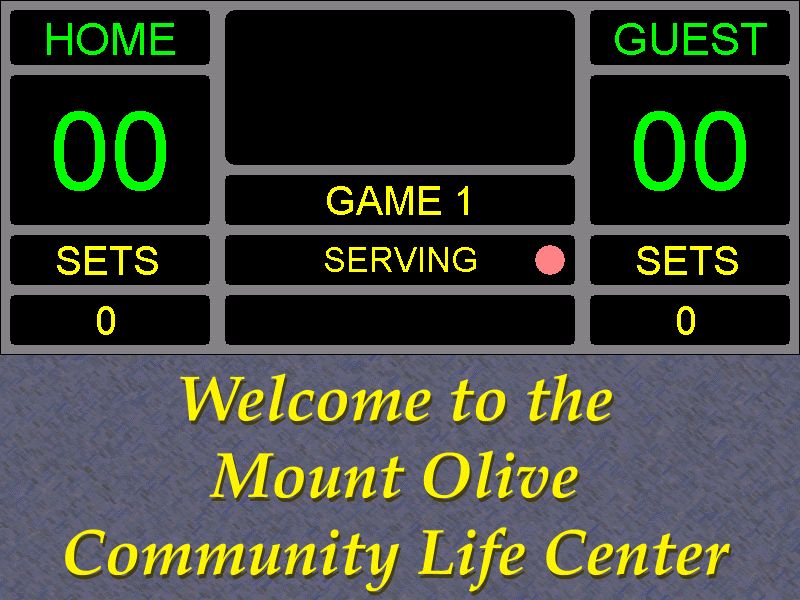 HOME
GUEST
00
00
GAME 1
SETS
SERVING
SETS
0
0
Welcome to the
Mount Olive
Community Life Center